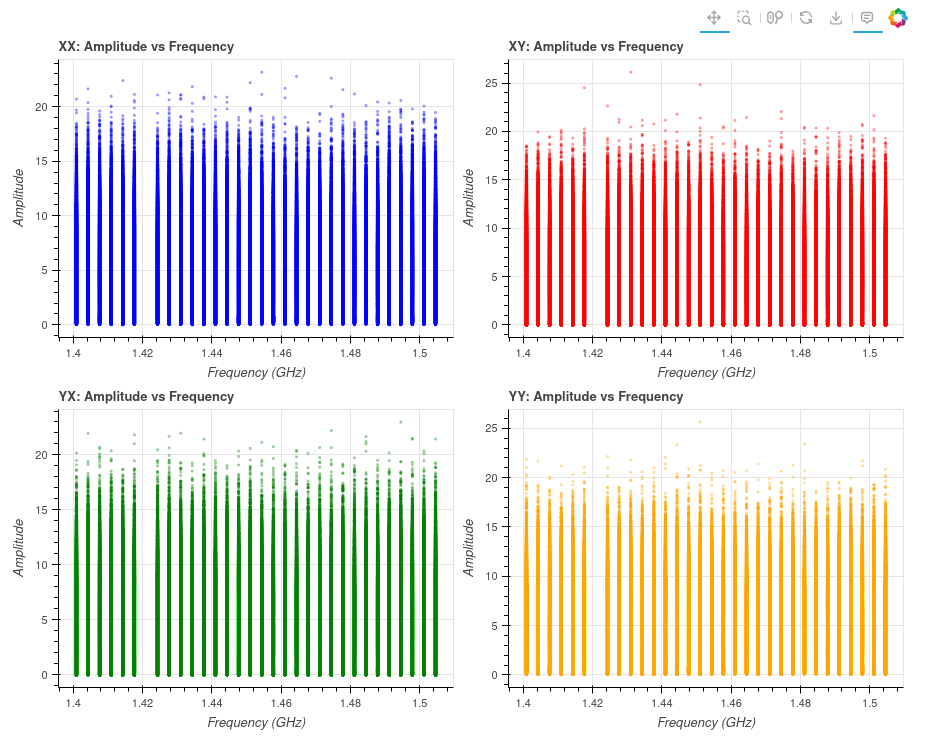 XX: Amplitude vs Frequency
20
15
10
5
0
Amplitude
1.4 1.42 1.44 1.46 1.48 1.5
Frequency (GHz)
XY: Amplitude vs Frequency
25
20
15
10
5
0
Amplitude
1.4 1.42 1.44 1.46 1.48 1.5
Frequency (GHz)
YX: Amplitude vs Frequency
20
15
10
5
0
Amplitude
1.4 1.42 1.44 1.46 1.48 1.5
Frequency (GHz)
YY: Amplitude vs Frequency
25
20
15
10
5
0
Amplitude
1.4 1.42 1.44 1.46 1.48 1.5
Frequency (GHz)